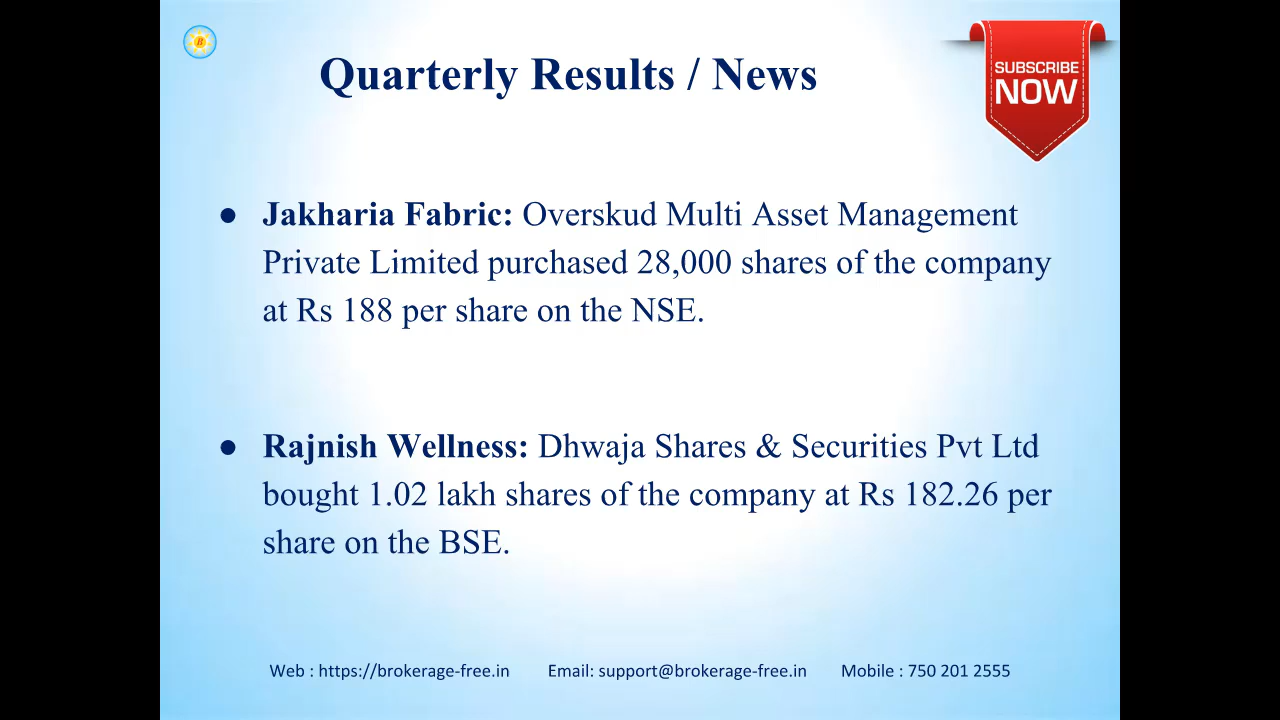 Quarterly Results / News
SUBSCRIBE
NOW
● Jakharia Fabric: Overskud Multi Asset Management
Private Limited purchased 28,000 shares of the company
at Rs 188 per share on the NSE.
● Rajnish Wellness: Dhwaja Shares & Securities Pvt Ltd
bought 1.02 lakh shares of the company at Rs 182.26 per
share on the BSE.
Web : https://brokerage-free.in Email: support@brokerage-free.in Mobile : 750 201 2555